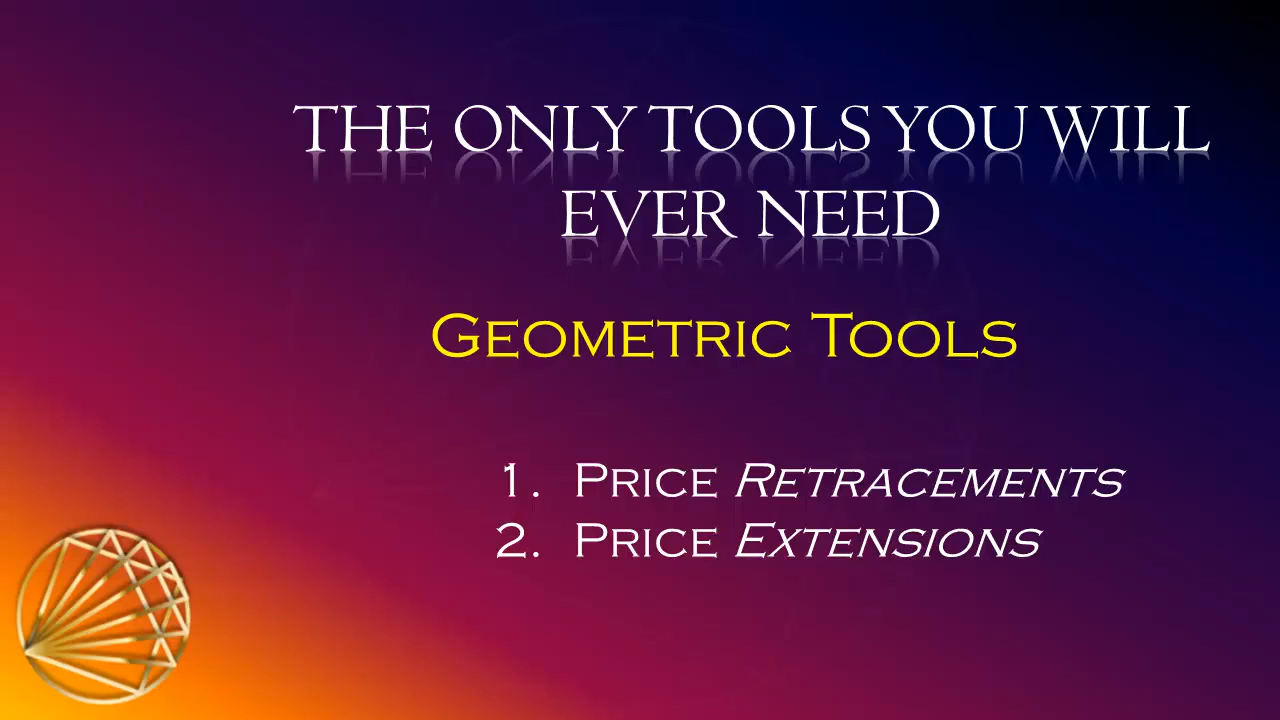 THE ONLY TOOLS YOU WILL
EVER NEED
GEOMETRIC TOOLS
1. PRICE RETRACEMENTS
2. PRICE EXTENSIONS